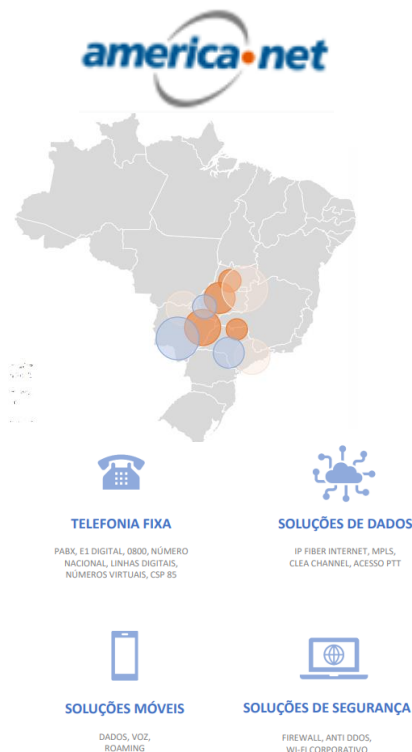 america.net
TELEFONIA FIXA
PABX, E1 DIGITAL, 0800, NÚMERO
NACIONAL, LINHAS DIGITAIS,
NÚMEROS VIRTUAIS, CSP 85
SOLUÇÕES DE DADOS
IP FIBER INTERNET, MPLS,
CLEA CHANNEL, ACESSO PTT
SOLUÇÕES MÓVEIS
DADOS, VOZ,
ROAMING
SOLUÇÕES DE SEGURANÇA
FIREWALL, ANTI DDOS,
WI-FI CORPORATIVO